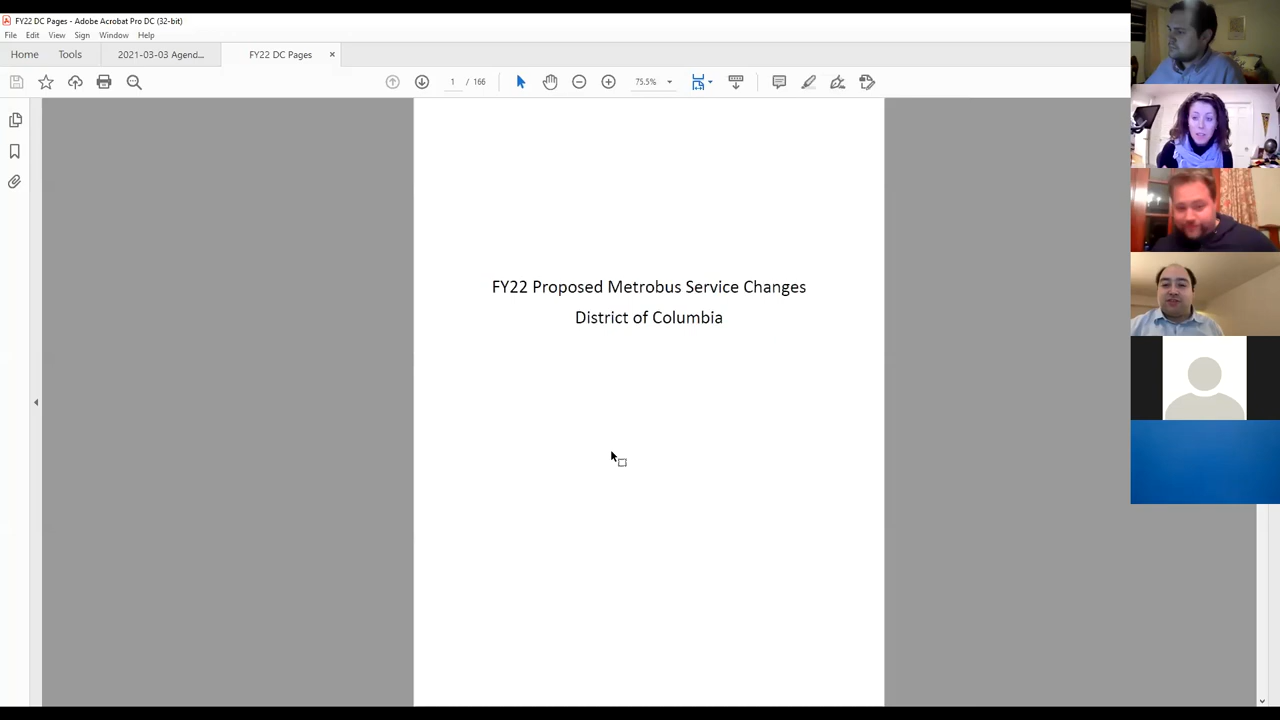 FY22 DC Pages - Adobe Acrobat Pro DC (32-bit)
File Edit View Sign Window Help
Home Tools 2021-03-03 Agend... FY22 DC Pages ×
1 / 166 75.5%
FY22 Proposed Metrobus Service Changes
District of Columbia